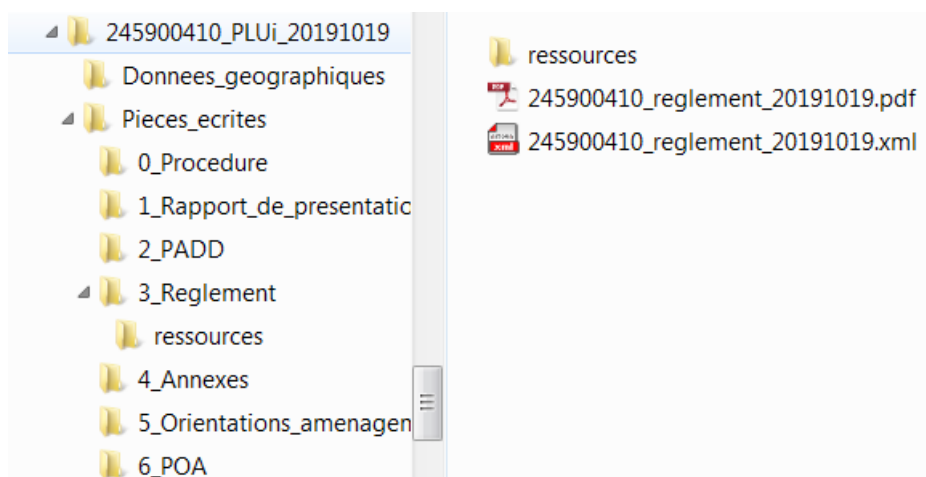 245900410_PLUi_20191019
Donnees_geographiques
Pieces_ecrites
0_Procedure
1_Rapport_de_presentatic
2_PADD
3_Reglement
ressources
4_Annexes
5_Orientations_amenagen
6_POA
ressources
245900410_reglement_20191019.pdf
245900410_reglement_20191019.xml